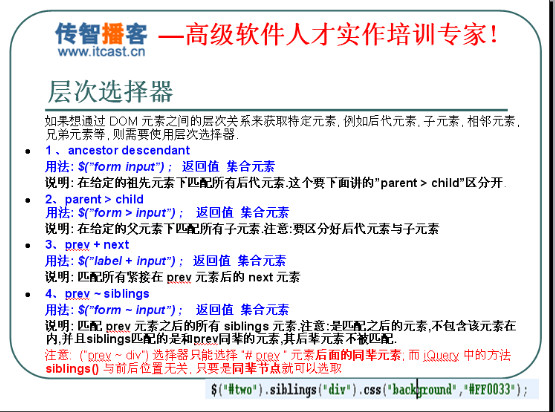 传智播客 —高级软件人才实作培训专家!
www.itcast.cn
层次选择器
如果想通过 DOM 元素之间的层次关系来获取特定元素, 例如后代元素, 子元素, 相邻元素,
兄弟元素等, 则需要使用层次选择器.
• 1 、ancestor descendant
用法: $("form input") ; 返回值 集合元素
说明: 在给定的祖先元素下匹配所有后代元素.这个要下面讲的"parent > child"区分开.
• 2、parent > child
用法: $("form > input") ; 返回值 集合元素
说明: 在给定的父元素下匹配所有子元素.注意:要区分好后代元素与子元素
• 3、prev + next
用法: $("label + input") ; 返回值 集合元素
说明: 匹配所有紧接在 prev 元素后的 next 元素
• 4、prev ~ siblings
用法: $("form ~ input") ; 返回值 集合元素
说明: 匹配 prev 元素之后的所有 siblings 元素.注意:是匹配之后的元素,不包含该元素在
内,并且siblings匹配的是和prev同辈的元素,其后辈元素不被匹配.
注意: ("prev ~ div") 选择器只能选择 "# prev " 元素后面的同辈元素; 而 jQuery 中的方法
siblings() 与前后位置无关, 只要是同辈节点就可以选取
$("#two").siblings("div").css("background","#FF0033");